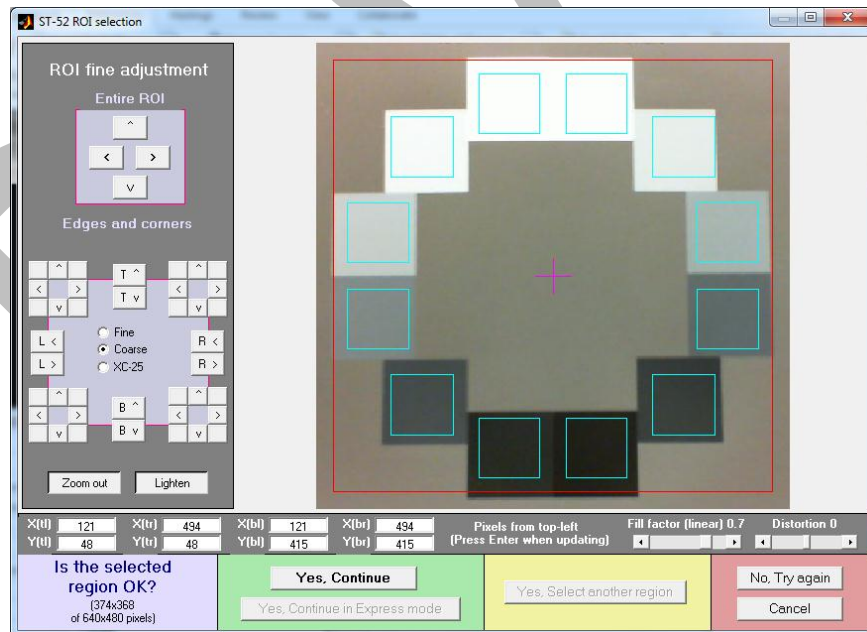 ST-52 ROI selection
ROI fine adjustment
Entire ROI
^
< >
v
Edges and corners
^ T ^ ^
< > < >
v T v v
L < Fine R <
Coarse
L > XC-25 R >
^ B ^ ^
< > < >
v B v v
Zoom out Lighten
X(tl) 121 X(tr) 494 X(bl) 121 X(br) 494 Pixels from top-left Fill factor (linear) 0.7 Distortion 0
Y(tl) 48 Y(tr) 48 Y(bl) 415 Y(br) 415 (Press Enter when updating)
Is the selected
region OK?
(374x368
of 640x480 pixels)
Yes, Continue
Yes, Continue in Express mode
Yes, Select another region
No, Try again
Cancel